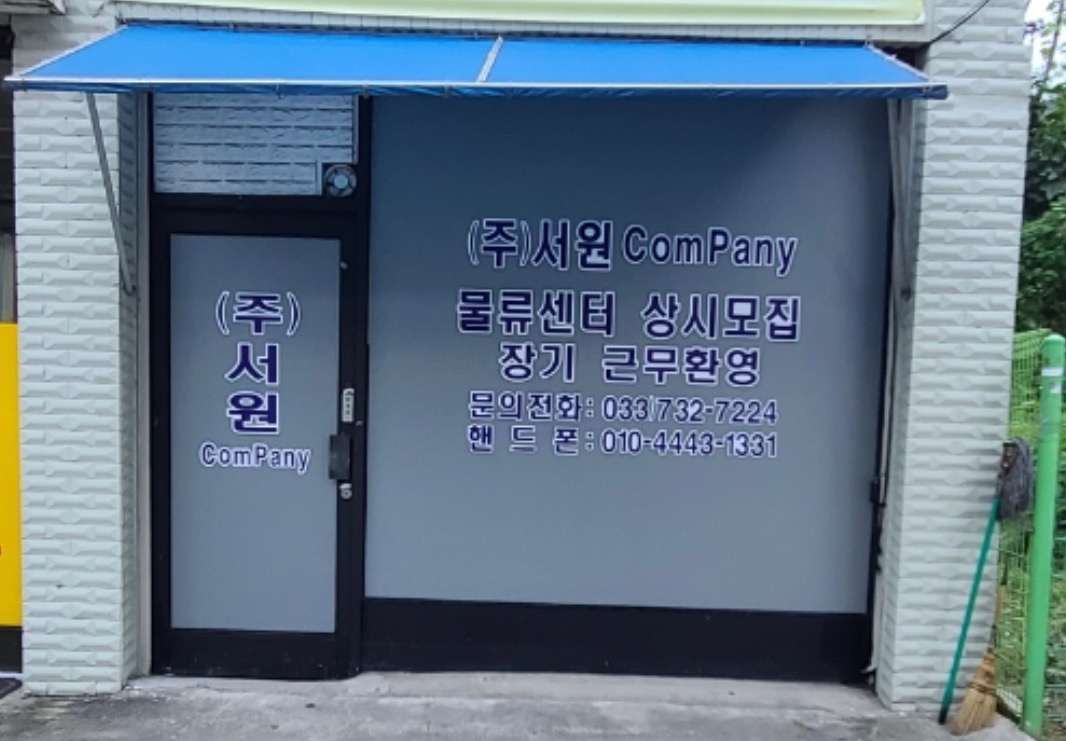 (주)
서
원
ComPany
(주)서원 ComPany
물류센터 상시모집
장기 근무환영
문의전화: 033)732-7224
핸드폰: 010-4443-1331